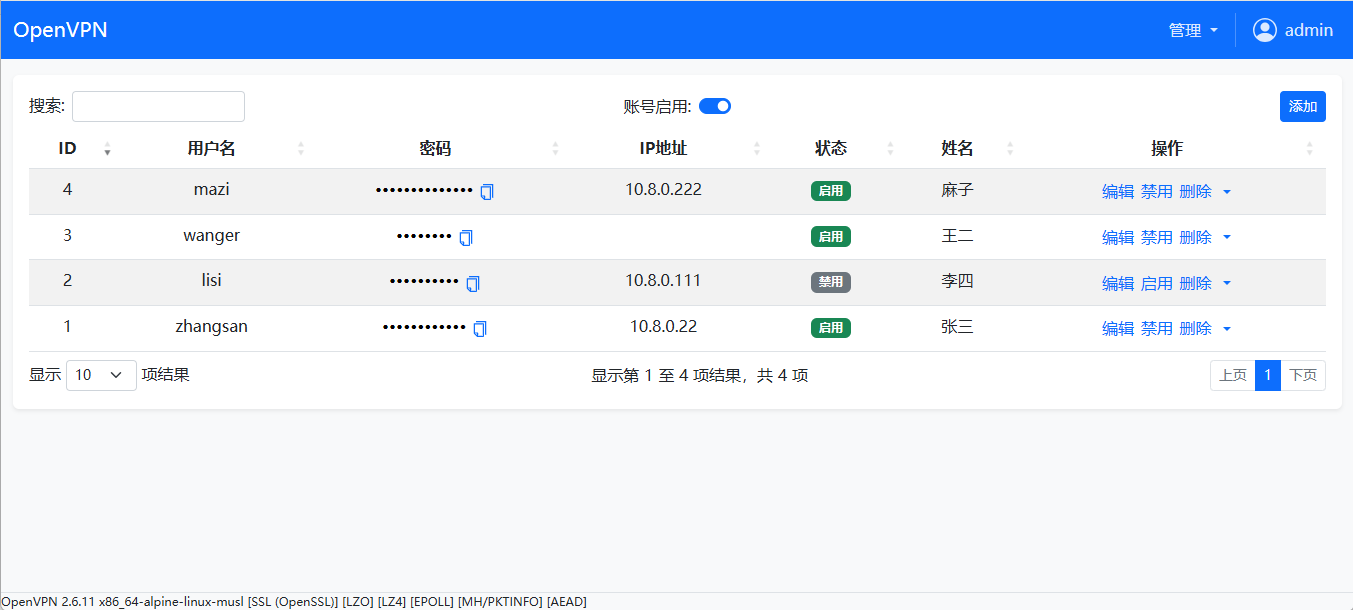 OpenVPN 管理 admin
搜索: 账号启用: 添加
ID 用户名 密码 IP地址 状态 姓名 操作
4 mazi •••••••••••••• 10.8.0.222 启用 麻子 编辑 禁用 删除
3 wanger •••••••• 启用 王二 编辑 禁用 删除
2 lisi •••••••••• 10.8.0.111 禁用 李四 编辑 启用 删除
1 zhangsan •••••••••••• 10.8.0.22 启用 张三 编辑 禁用 删除
显示 10 项结果 显示第 1 至 4 项结果，共 4 项 上页 1 下页
OpenVPN 2.6.11 x86_64-alpine-linux-musl [SSL (OpenSSL)] [LZO] [LZ4] [EPOLL] [MH/PKTINFO] [AEAD]